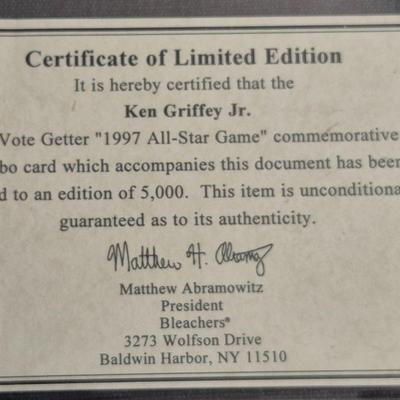 Certificate of Limited Edition
It is hereby certified that the
Ken Griffey Jr.
Vote Getter "1997 All-Star Game" commemorative
bo card which accompanies this document has been
d to an edition of 5,000. This item is unconditiona
guaranteed as to its authenticity.
Matthew H. Abramowitz
Matthew Abramowitz
President
Bleachers®
3273 Wolfson Drive
Baldwin Harbor, NY 11510